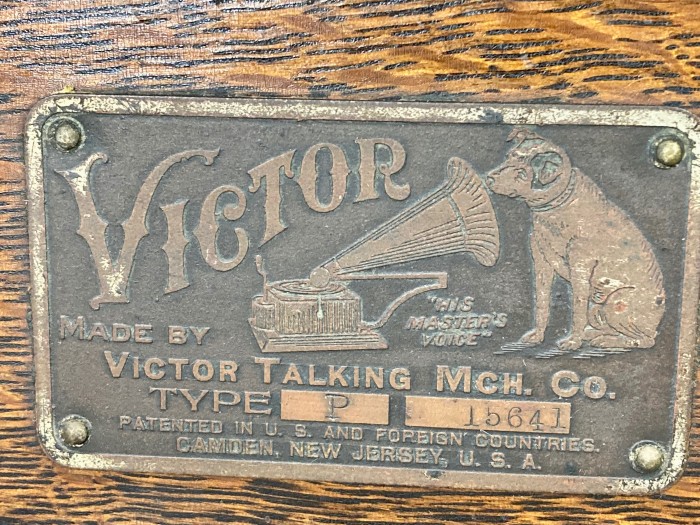 VICTOR
"HIS
MASTER'S
VOICE"
MADE BY
VICTOR TALKING MCH. CO.
TYPE P 15641
PATENTED IN U.S. AND FOREIGN COUNTRIES.
CAMDEN, NEW JERSEY, U.S.A.